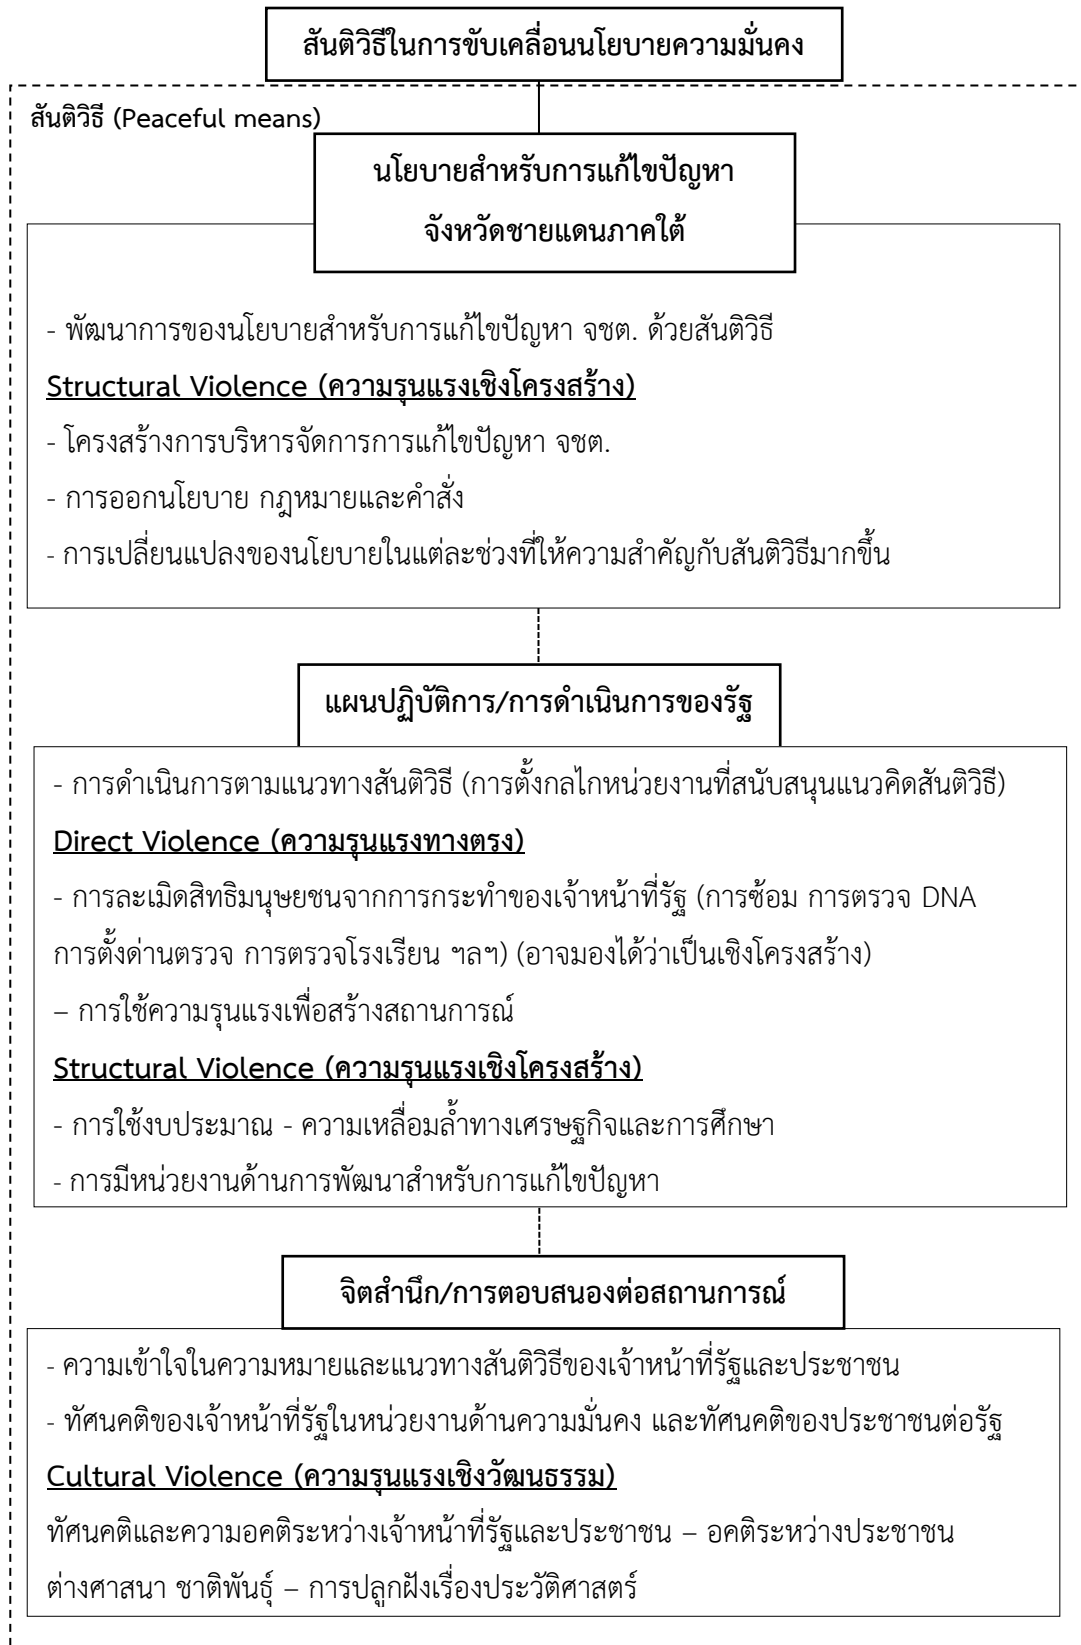 สันติวิธีในการขับเคลื่อนนโยบายความมั่นคง
สันติวิธี (Peaceful means)
นโยบายสำหรับการแก้ไขปัญหา
จังหวัดชายแดนภาคใต้
- พัฒนาการของนโยบายสำหรับการแก้ไขปัญหา จชต. ด้วยสันติวิธี
Structural Violence (ความรุนแรงเชิงโครงสร้าง)
- โครงสร้างการบริหารจัดการการแก้ไขปัญหา จชต.
- การออกนโยบาย กฎหมายและคำสั่ง
- การเปลี่ยนแปลงของนโยบายในแต่ละช่วงที่ให้ความสำคัญกับสันติวิธีมากขึ้น
แผนปฏิบัติการ/การดำเนินการของรัฐ
- การดำเนินการตามแนวทางสันติวิธี (การตั้งกลไกหน่วยงานที่สนับสนุนแนวคิดสันติวิธี)
Direct Violence (ความรุนแรงทางตรง)
- การละเมิดสิทธิมนุษยชนจากการกระทำของเจ้าหน้าที่รัฐ (การซ้อม การตรวจ DNA
การตั้งด่านตรวจ การตรวจโรงเรียน ฯลฯ) (อาจมองได้ว่าเป็นเชิงโครงสร้าง)
– การใช้ความรุนแรงเพื่อสร้างสถานการณ์
Structural Violence (ความรุนแรงเชิงโครงสร้าง)
- การใช้งบประมาณ - ความเหลื่อมล้ำทางเศรษฐกิจและการศึกษา
- การมีหน่วยงานด้านการพัฒนาสำหรับการแก้ไขปัญหา
จิตสำนึก/การตอบสนองต่อสถานการณ์
- ความเข้าใจในความหมายและแนวทางสันติวิธีของเจ้าหน้าที่รัฐและประชาชน
- ทัศนคติของเจ้าหน้าที่รัฐในหน่วยงานด้านความมั่นคง และทัศนคติของประชาชนต่อรัฐ
Cultural Violence (ความรุนแรงเชิงวัฒนธรรม)
ทัศนคติและความอคติระหว่างเจ้าหน้าที่รัฐและประชาชน – อคติระหว่างประชาชน
ต่างศาสนา ชาติพันธุ์ – การปลูกฝังเรื่องประวัติศาสตร์